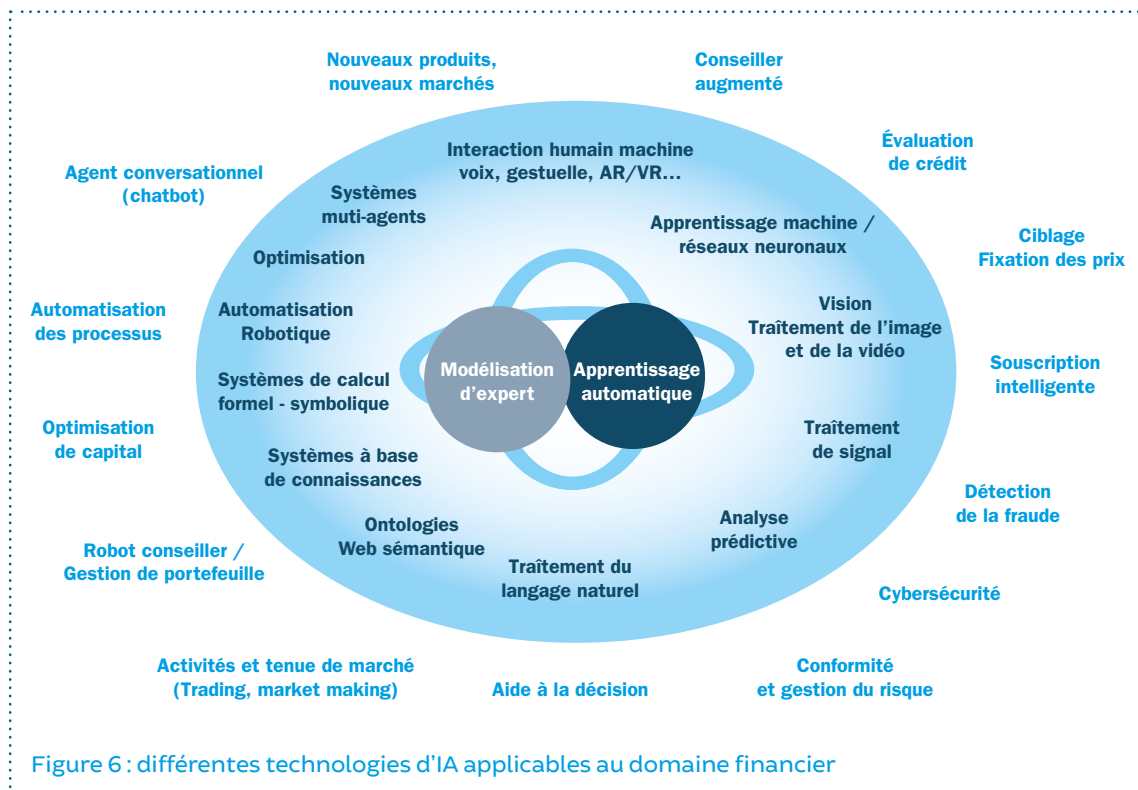 Nouveaux produits,
nouveaux marchés
Conseiller
augmenté
Évaluation
de crédit
Agent conversationnel
(chatbot)
Ciblage
Fixation des prix
Automatisation
des processus
Souscription
intelligente
Optimisation
de capital
Détection
de la fraude
Robot conseiller /
Gestion de portefeuille
Cybersécurité
Activités et tenue de marché
(Trading, market making)
Aide à la décision
Conformité
et gestion du risque
Interaction humain machine
voix, gestuelle, AR/VR...
Systèmes
muti-agents
Apprentissage machine /
réseaux neuronaux
Optimisation
Automatisation
Robotique
Vision
Traîtement de l'image
et de la vidéo
Systèmes de calcul
formel - symbolique
Modélisation
d'expert
Apprentissage
automatique
Traîtement
de signal
Systèmes à base
de connaissances
Ontologies
Web sémantique
Analyse
prédictive
Traîtement du
langage naturel
Figure 6 : différentes technologies d'IA applicables au domaine financier